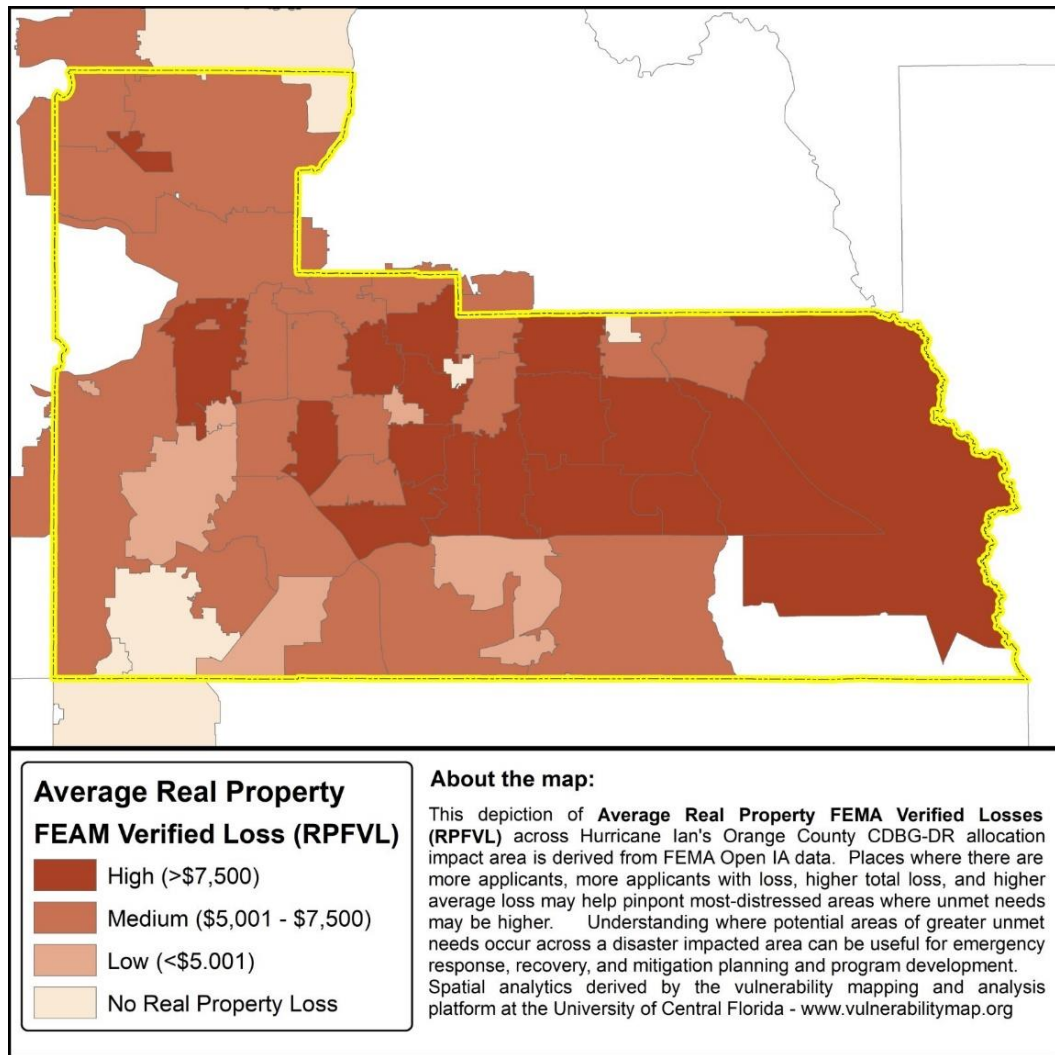 Average Real Property
FEAM Verified Loss (RPFVL)
High (>$7,500)
Medium ($5,001 - $7,500)
Low (<$5.001)
No Real Property Loss
About the map:
This depiction of Average Real Property FEMA Verified Losses
(RPFVL) across Hurricane Ian's Orange County CDBG-DR allocation
impact area is derived from FEMA Open IA data. Places where there are
more applicants, more applicants with loss, higher total loss, and higher
average loss may help pinpont most-distressed areas where unmet needs
may be higher. Understanding where potential areas of greater unmet
needs occur across a disaster impacted area can be useful for emergency
response, recovery, and mitigation planning and program development.
Spatial analytics derived by the vulnerability mapping and analysis
platform at the University of Central Florida - www.vulnerabilitymap.org